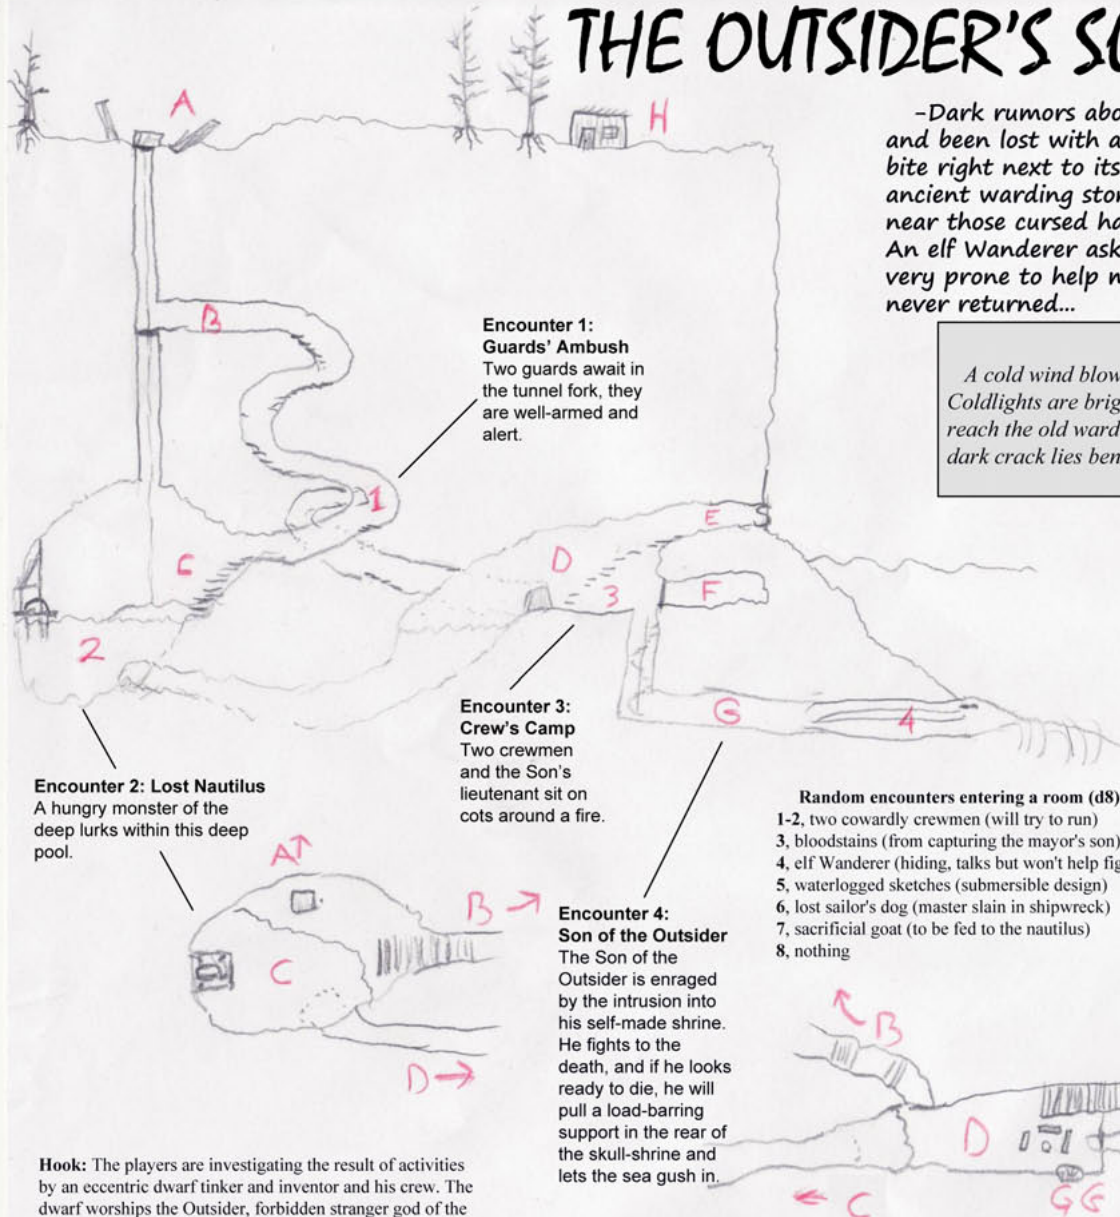 THE OUTSIDER'S SU
A
H
-Dark rumors abo
and been lost with a
bite right next to its
ancient warding stor
near those cursed ha
An elf Wanderer ask
very prone to help m
never returned...
A cold wind blow
Coldlights are brig
reach the old ward
dark crack lies ben
B
Encounter 1:
Guards' Ambush
Two guards await in
the tunnel fork, they
are well-armed and
alert.
1
E
S
C
D
3
F
2
G
4
Encounter 3:
Crew's Camp
Two crewmen
and the Son's
lieutenant sit on
cots around a fire.
Encounter 2: Lost Nautilus
A hungry monster of the
deep lurks within this deep
pool.
Random encounters entering a room (d8)
1-2, two cowardly crewmen (will try to run)
3, bloodstains (from capturing the mayor's son)
4, elf Wanderer (hiding, talks but won't help fig
5, waterlogged sketches (submersible design)
6, lost sailor's dog (master slain in shipwreck)
7, sacrificial goat (to be fed to the nautilus)
8, nothing
A
B
C
D
Encounter 4:
Son of the Outsider
The Son of the
Outsider is enraged
by the intrusion into
his self-made shrine.
He fights to the
death, and if he looks
ready to die, he will
pull a load-barring
support in the rear of
the skull-shrine and
lets the sea gush in.
B
D
C
G G
Hook: The players are investigating the result of activities
by an eccentric dwarf tinker and inventor and his crew. The
dwarf worships the Outsider, forbidden stranger god of the